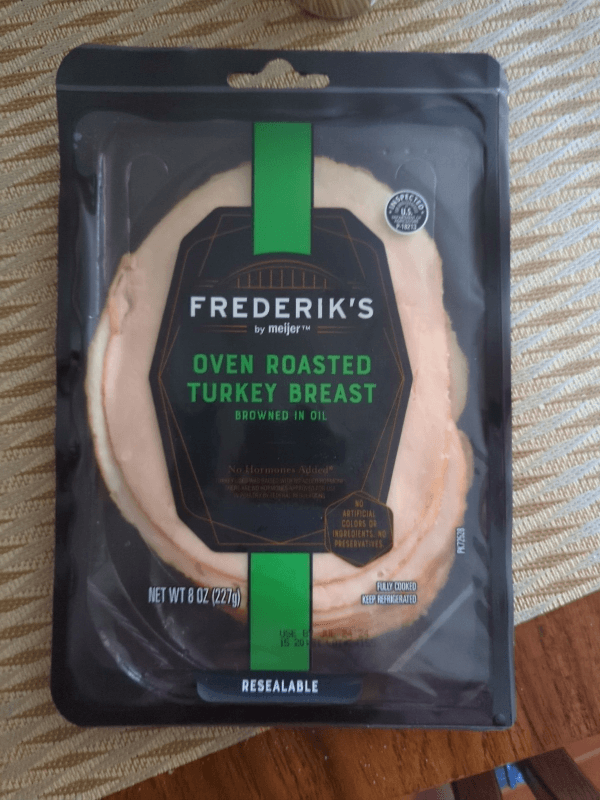 INSPECTED
U.S.
FREDERIK'S
by meijer™
OVEN ROASTED
TURKEY BREAST
BROWNED IN OIL
No Hormones Added*
NO
ARTIFICIAL
COLORS OR
INGREDIENTS, NO
PRESERVATIVES
NET WT 8 OZ (227g)
FULLY COOKED
KEEP REFRIGERATED
RESEALABLE